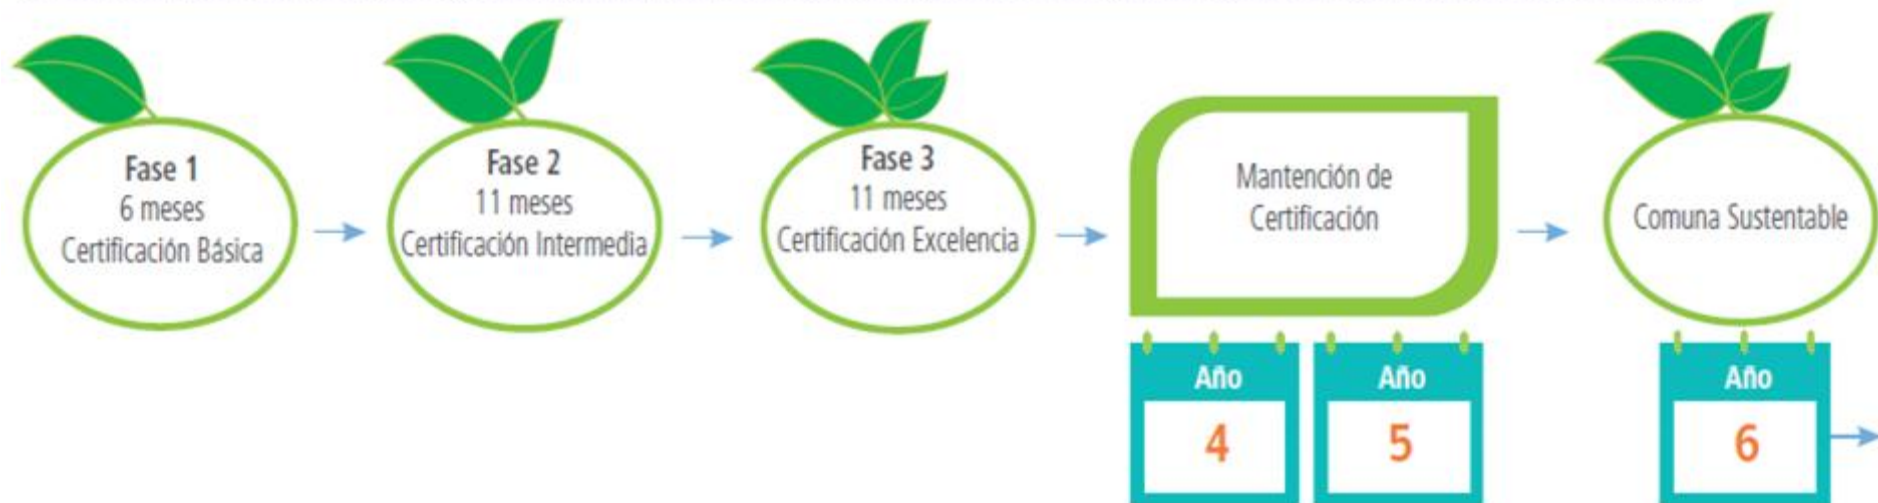 Fase 1
6 meses
Certificación Básica
Fase 2
11 meses
Certificación Intermedia
Fase 3
11 meses
Certificación Excelencia
Mantención de
Certificación
Comuna Sustentable
Año
4
Año
5
Año
6